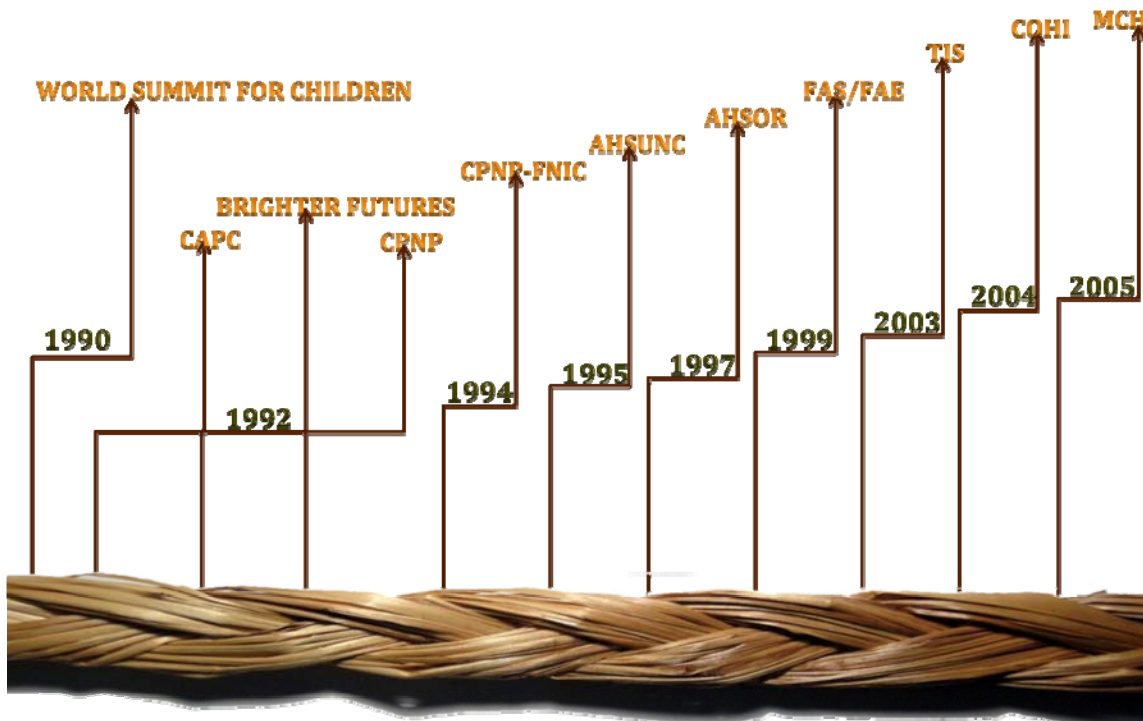 WORLD SUMMIT FOR CHILDREN
1990
CAPC
BRIGHTER FUTURES
CPNP
1992
CPNP-FNIC
1994
AHSUNC
1995
AHSOR
1997
FAS/FAE
1999
TIS
2003
COHI
2004
MCH
2005